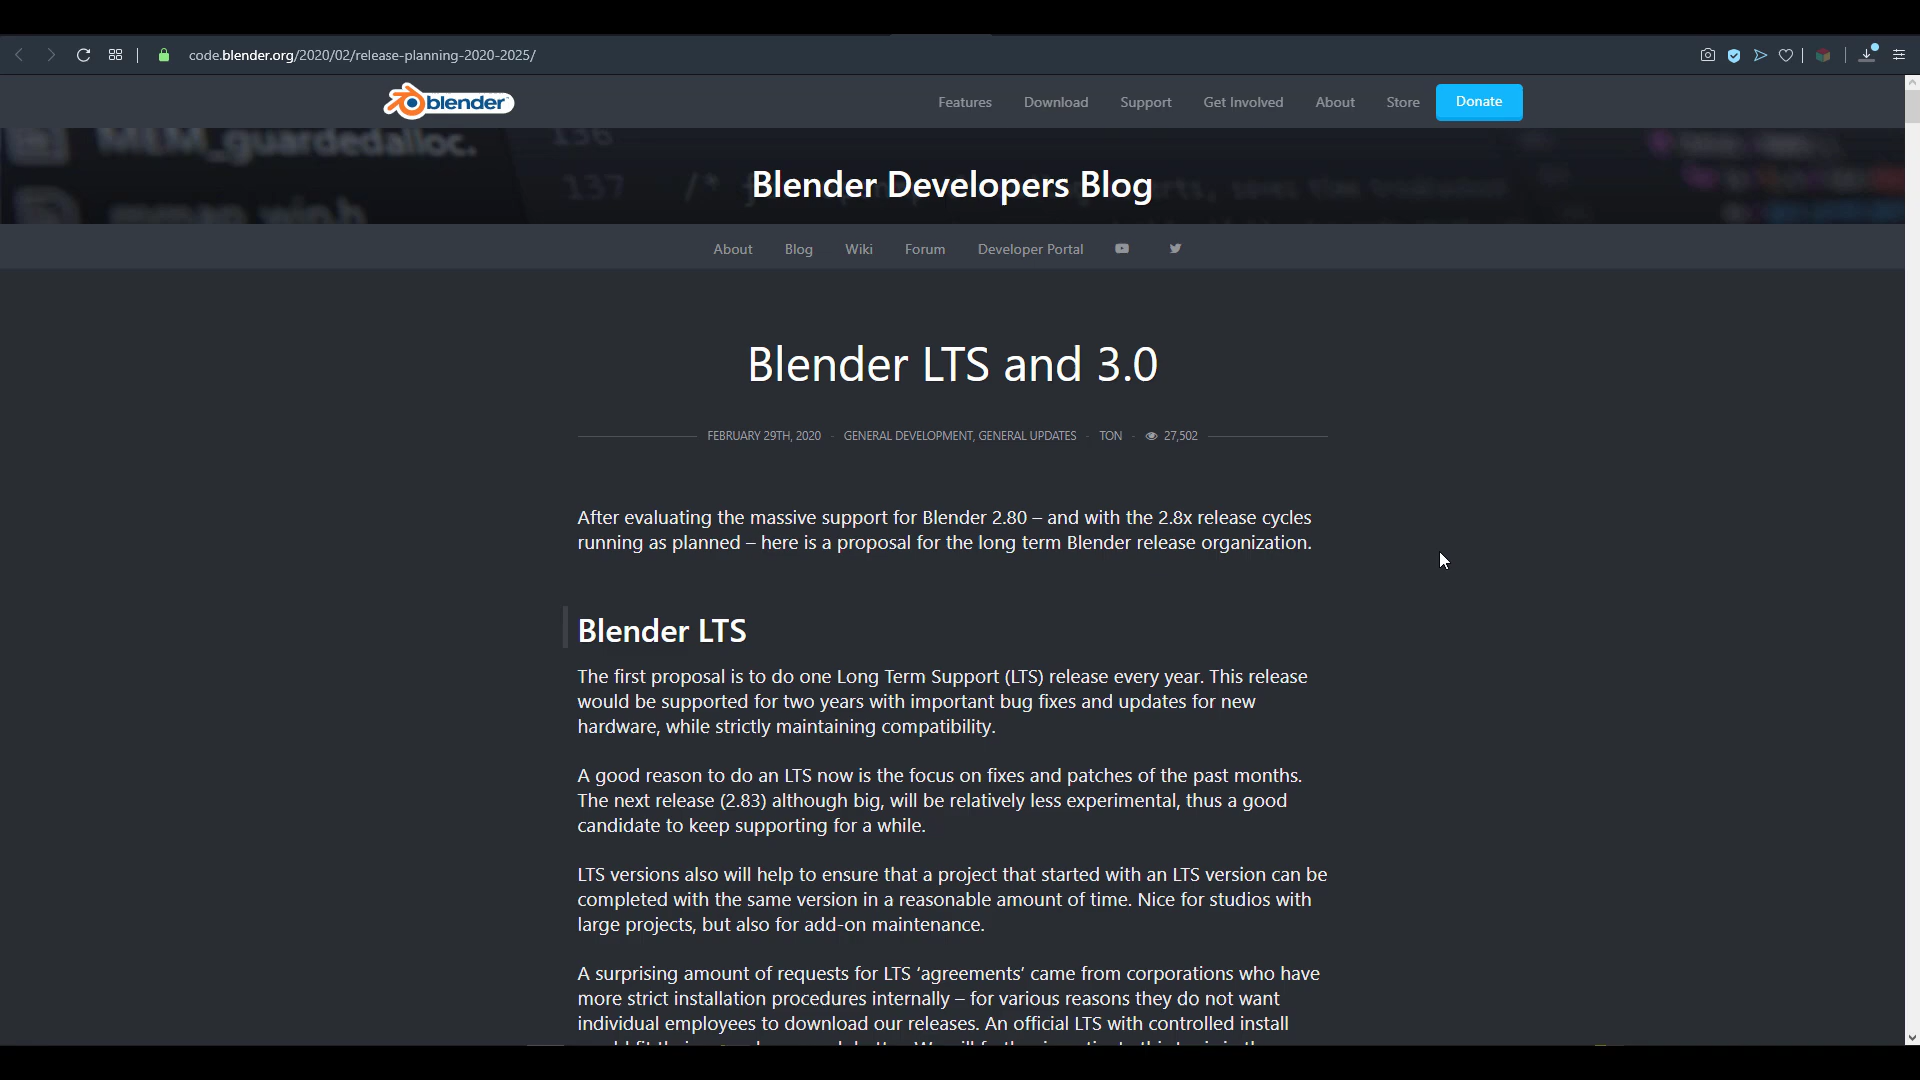 code.blender.org/2020/02/release-planning-2020-2025/
blender
Features Download Support Get Involved About Store Donate
MEM_guardedalloc.
136
137 /*
Blender Developers Blog
About Blog Wiki Forum Developer Portal
Blender LTS and 3.0
FEBRUARY 29TH, 2020 - GENERAL DEVELOPMENT, GENERAL UPDATES - TON - 27,502
After evaluating the massive support for Blender 2.80 – and with the 2.8x release cycles
running as planned – here is a proposal for the long term Blender release organization.
Blender LTS
The first proposal is to do one Long Term Support (LTS) release every year. This release
would be supported for two years with important bug fixes and updates for new
hardware, while strictly maintaining compatibility.
A good reason to do an LTS now is the focus on fixes and patches of the past months.
The next release (2.83) although big, will be relatively less experimental, thus a good
candidate to keep supporting for a while.
LTS versions also will help to ensure that a project that started with an LTS version can be
completed with the same version in a reasonable amount of time. Nice for studios with
large projects, but also for add-on maintenance.
A surprising amount of requests for LTS ‘agreements’ came from corporations who have
more strict installation procedures internally – for various reasons they do not want
individual employees to download our releases. An official LTS with controlled install